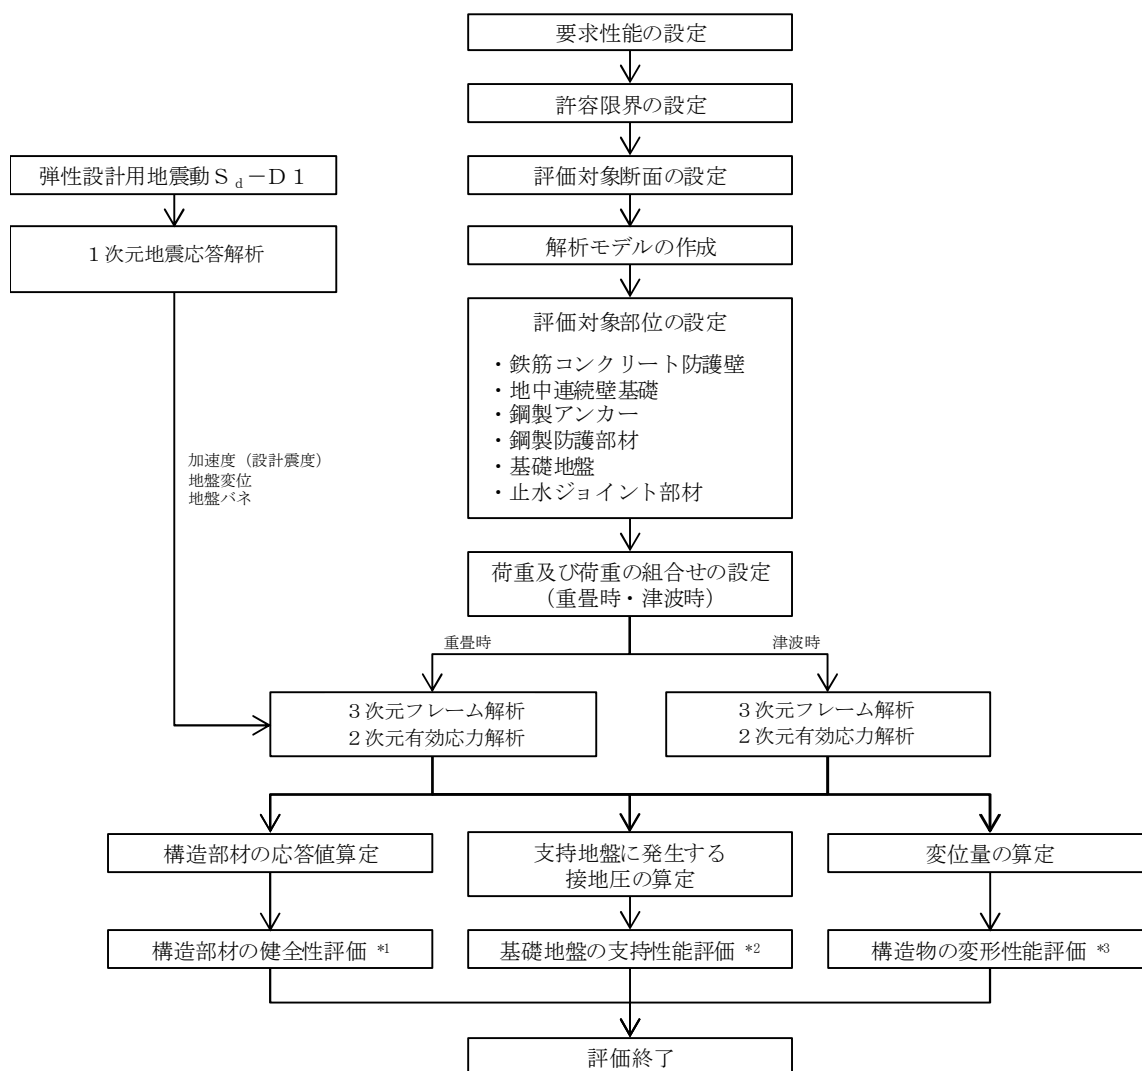 要求性能の設定
許容限界の設定
弾性設計用地震動Ｓd－Ｄ１
評価対象断面の設定
１次元地震応答解析
解析モデルの作成
評価対象部位の設定
・鉄筋コンクリート防護壁
・地中連続壁基礎
・鋼製アンカー
・鋼製防護部材
・基礎地盤
・止水ジョイント部材
加速度（設計震度）
地盤変位
地盤バネ
荷重及び荷重の組合せの設定
（重畳時・津波時）
重畳時
津波時
３次元フレーム解析
２次元有効応力解析
３次元フレーム解析
２次元有効応力解析
構造部材の応答値算定
支持地盤に発生する
接地圧の算定
変位量の算定
構造部材の健全性評価 *1
基礎地盤の支持性能評価 *2
構造物の変形性能評価 *3
評価終了